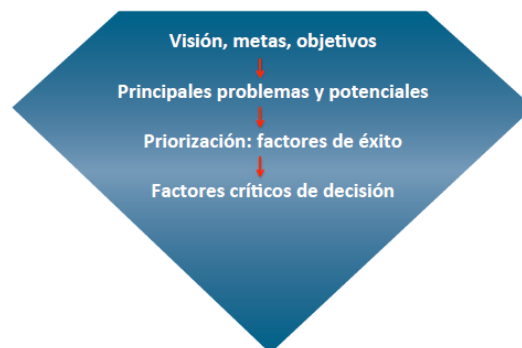 Visión, metas, objetivos
Principales problemas y potenciales
Priorización: factores de éxito
Factores críticos de decisión